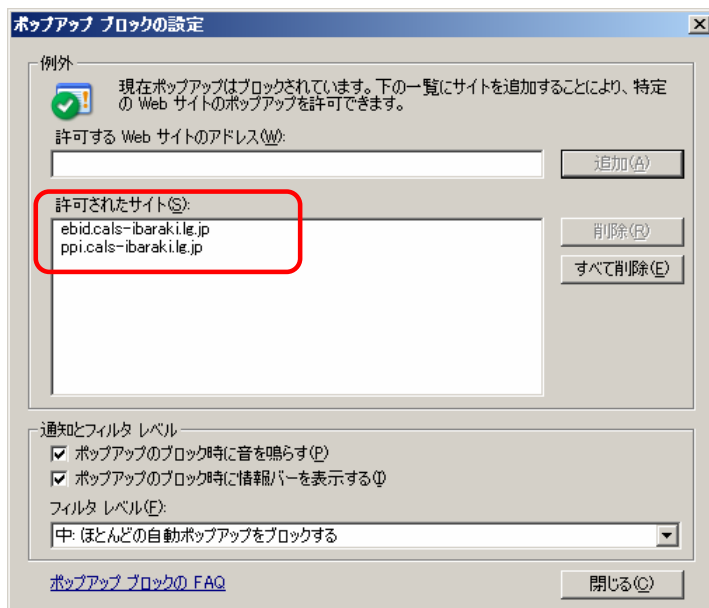 ポップアップ ブロックの設定
例外
現在ポップアップはブロックされています。下の一覧にサイトを追加することにより、特定
の Web サイトのポップアップを許可できます。
許可する Web サイトのアドレス(W):
追加(A)
許可されたサイト(S):
ebid.cals-ibaraki.lg.jp
ppi.cals-ibaraki.lg.jp
削除(R)
すべて削除(E)
通知とフィルタ レベル
ポップアップのブロック時に音を鳴らす(P)
ポップアップのブロック時に情報バーを表示する(I)
フィルタ レベル(F):
中: ほとんどの自動ポップアップをブロックする
ポップアップ ブロックの FAQ
閉じる(C)